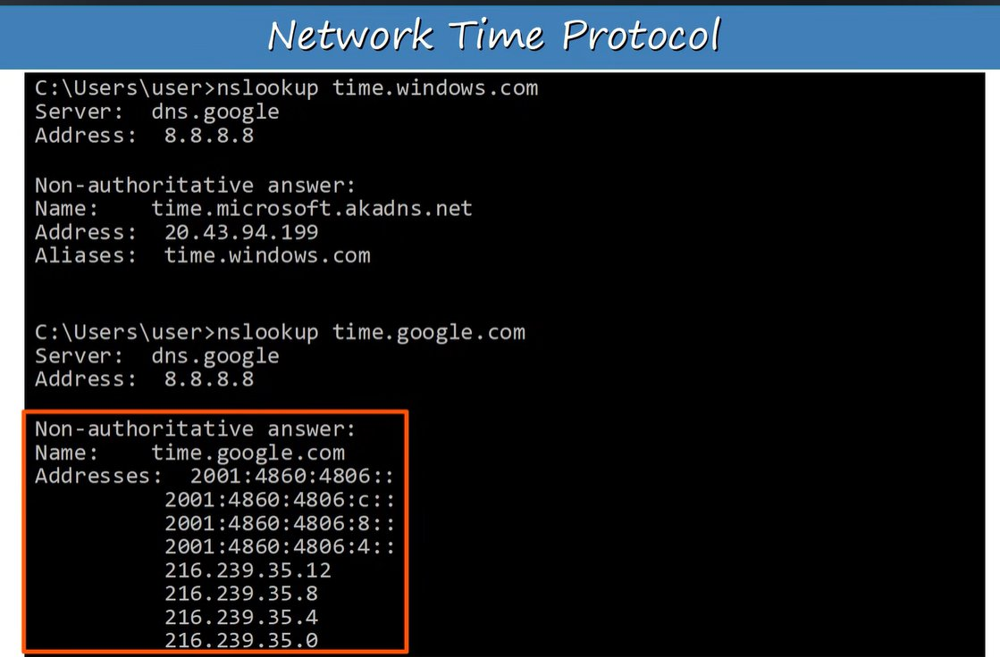 Network Time Protocol
C:\Users\user>nslookup time.windows.com
Server:  dns.google
Address:  8.8.8.8
Non-authoritative answer:
Name:    time.microsoft.akadns.net
Address:  20.43.94.199
Aliases:  time.windows.com
C:\Users\user>nslookup time.google.com
Server:  dns.google
Address:  8.8.8.8
Non-authoritative answer:
Name:    time.google.com
Addresses:  2001:4860:4806::
2001:4860:4806:c::
2001:4860:4806:8::
2001:4860:4806:4::
216.239.35.12
216.239.35.8
216.239.35.4
216.239.35.0